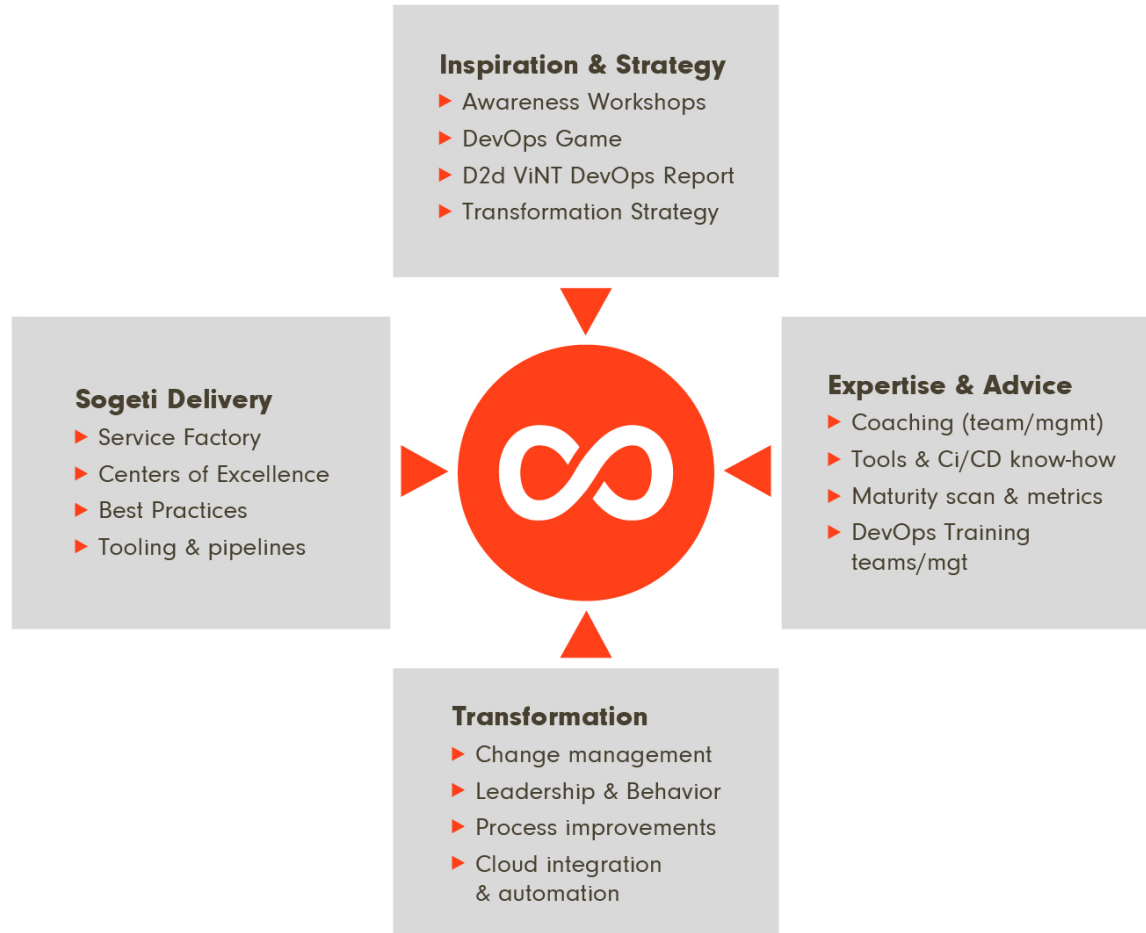 Inspiration & Strategy
Awareness Workshops
DevOps Game
D2d ViNT DevOps Report
Transformation Strategy
Sogeti Delivery
Service Factory
Centers of Excellence
Best Practices
Tooling & pipelines
Expertise & Advice
Coaching (team/mgmt)
Tools & Ci/CD know-how
Maturity scan & metrics
DevOps Training
teams/mgt
Transformation
Change management
Leadership & Behavior
Process improvements
Cloud integration
& automation